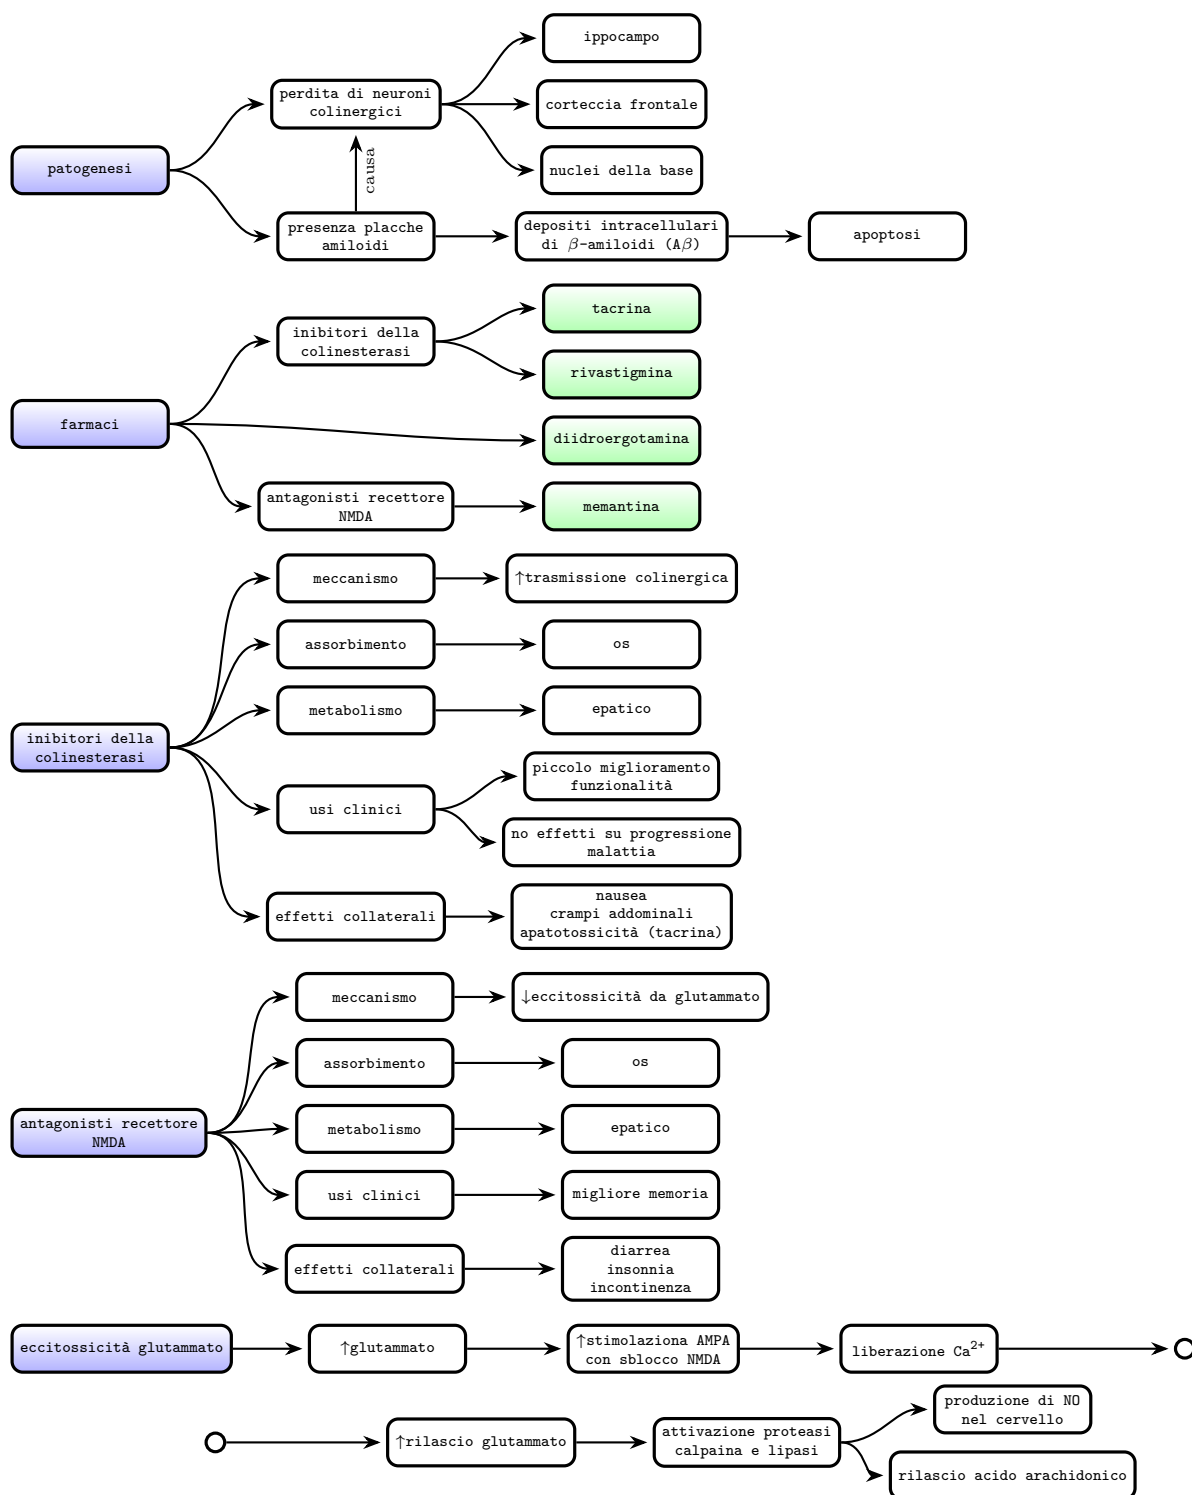 patogenesi
perdita di neuroni
colinergici
ippocampo
corteccia frontale
nuclei della base
causa
presenza placche
amiloidi
depositi intracellulari
di β-amiloidi (Aβ)
apoptosi
farmaci
inibitori della
colinesterasi
tacrina
rivastigmina
diidroergotamina
antagonisti recettore
NMDA
memantina
inibitori della
colinesterasi
meccanismo
↑trasmissione colinergica
assorbimento
os
metabolismo
epatico
usi clinici
piccolo miglioramento
funzionalità
no effetti su progressione
malattia
effetti collaterali
nausea
crampi addominali
apatotossicità (tacrina)
antagonisti recettore
NMDA
meccanismo
↓eccitossicità da glutammato
assorbimento
os
metabolismo
epatico
usi clinici
migliore memoria
effetti collaterali
diarrea
insonnia
incontinenza
eccitossicità glutammato
↑glutammato
↑stimolaziona AMPA
con sblocco NMDA
liberazione Ca²⁺
↑rilascio glutammato
attivazione proteasi
calpaina e lipasi
produzione di NO
nel cervello
rilascio acido arachidonico